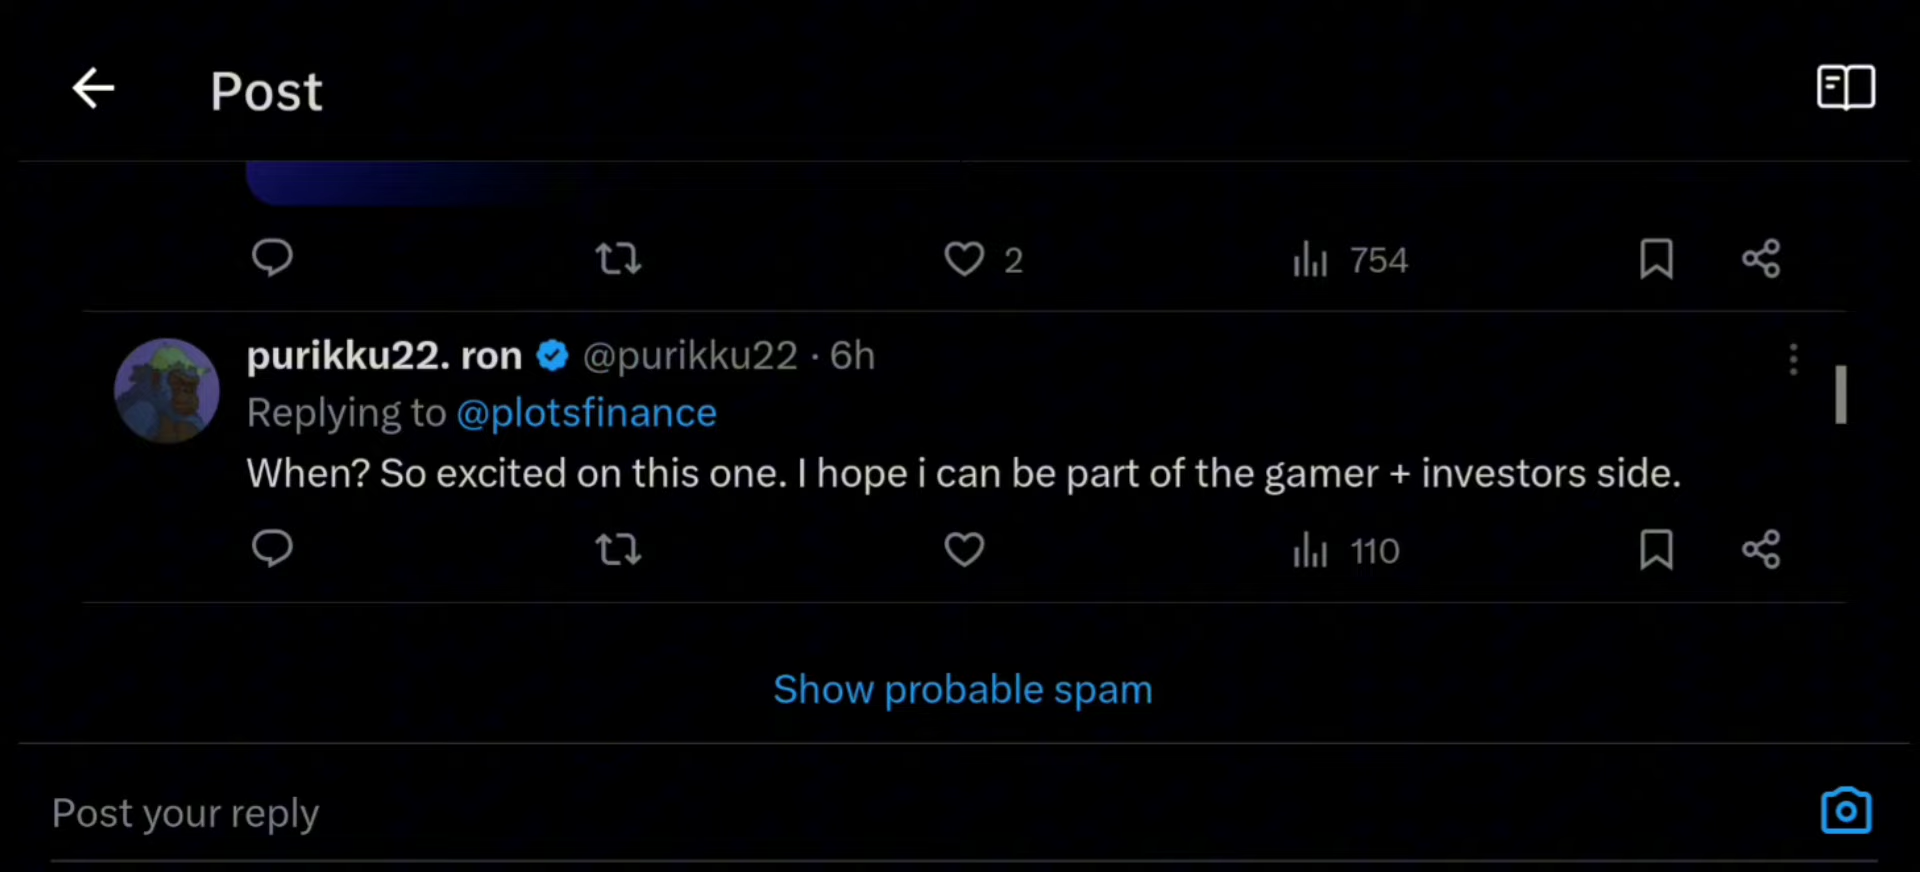 Post
2
754
purikku22. ron @purikku22 · 6h
Replying to @plotsfinance
When? So excited on this one. I hope i can be part of the gamer + investors side.
110
Show probable spam
Post your reply